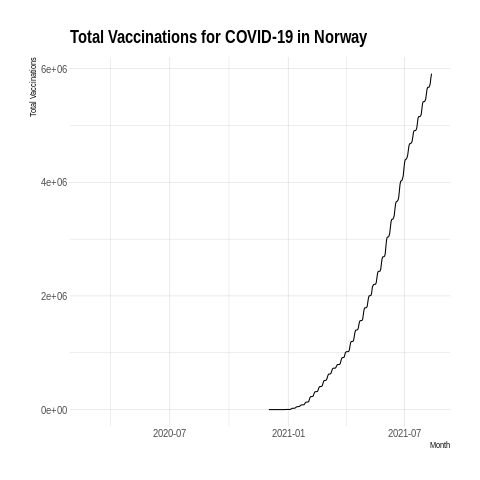 Total Vaccinations for COVID-19 in Norway
Total Vaccinations
6e+06
4e+06
2e+06
0e+00
2020-07
2021-01
2021-07
Month